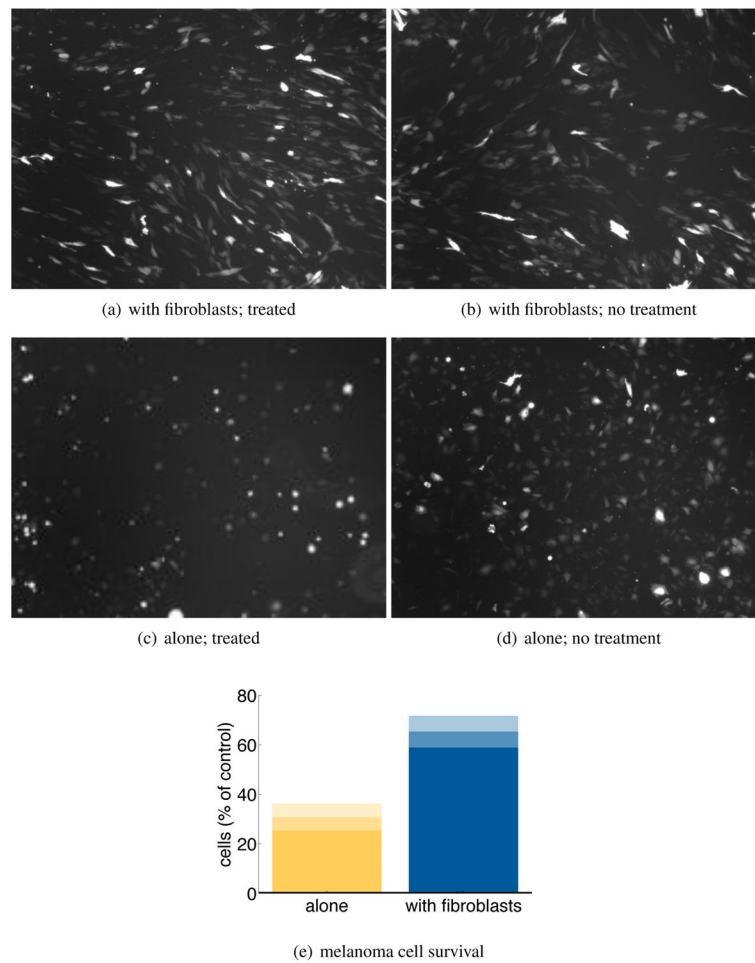 (a) with fibroblasts; treated
(b) with fibroblasts; no treatment
(c) alone; treated
(d) alone; no treatment
80
60
40
20
0
cells (% of control)
alone
with fibroblasts
(e) melanoma cell survival